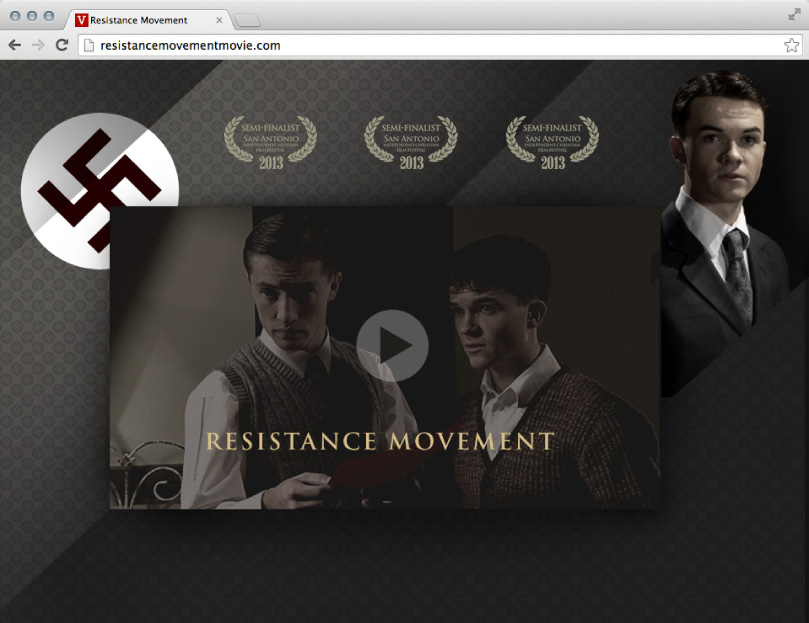 V Resistance Movement
resistancemovementmovie.com
SEMI-FINALIST
SAN ANTONIO
INDEPENDENT CHRISTIAN
FILM FESTIVAL
2013
SEMI-FINALIST
SAN ANTONIO
INDEPENDENT CHRISTIAN
FILM FESTIVAL
2013
SEMI-FINALIST
SAN ANTONIO
INDEPENDENT CHRISTIAN
FILM FESTIVAL
2013
RESISTANCE MOVEMENT